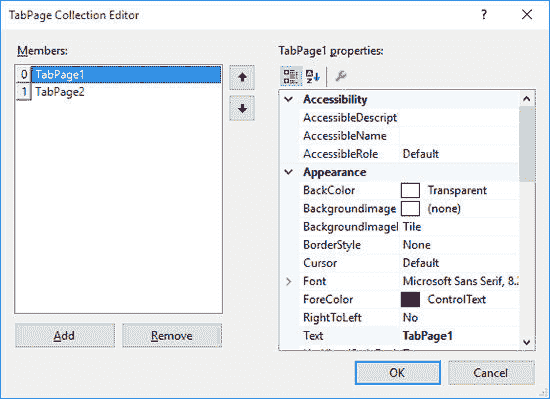 TabPage Collection Editor ? ×
Members:
0 TabPage1
1 TabPage2
Add Remove
TabPage1 properties:
Accessibility
AccessibleDescript
AccessibleName
AccessibleRole Default
Appearance
BackColor Transparent
BackgroundImage (none)
BackgroundImageI Tile
BorderStyle None
Cursor Default
Font Microsoft Sans Serif, 8.2
ForeColor ControlText
RightToLeft No
Text TabPage1
OK Cancel